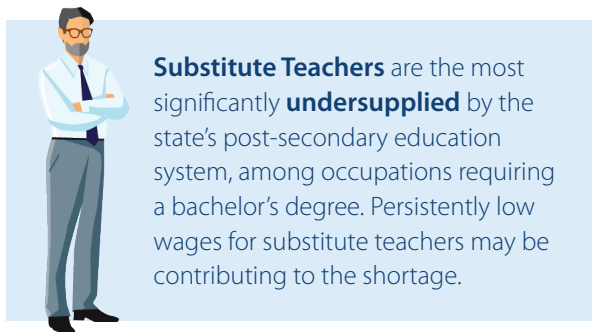 Substitute Teachers are the most
significantly undersupplied by the
state's post-secondary education
system, among occupations requiring
a bachelor's degree. Persistently low
wages for substitute teachers may be
contributing to the shortage.